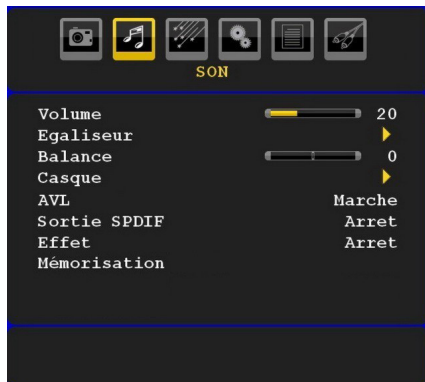 SON
Volume 20
Egaliseur
Balance 0
Casque
AVL Marche
Sortie SPDIF Arret
Effet Arret
Mémorisation